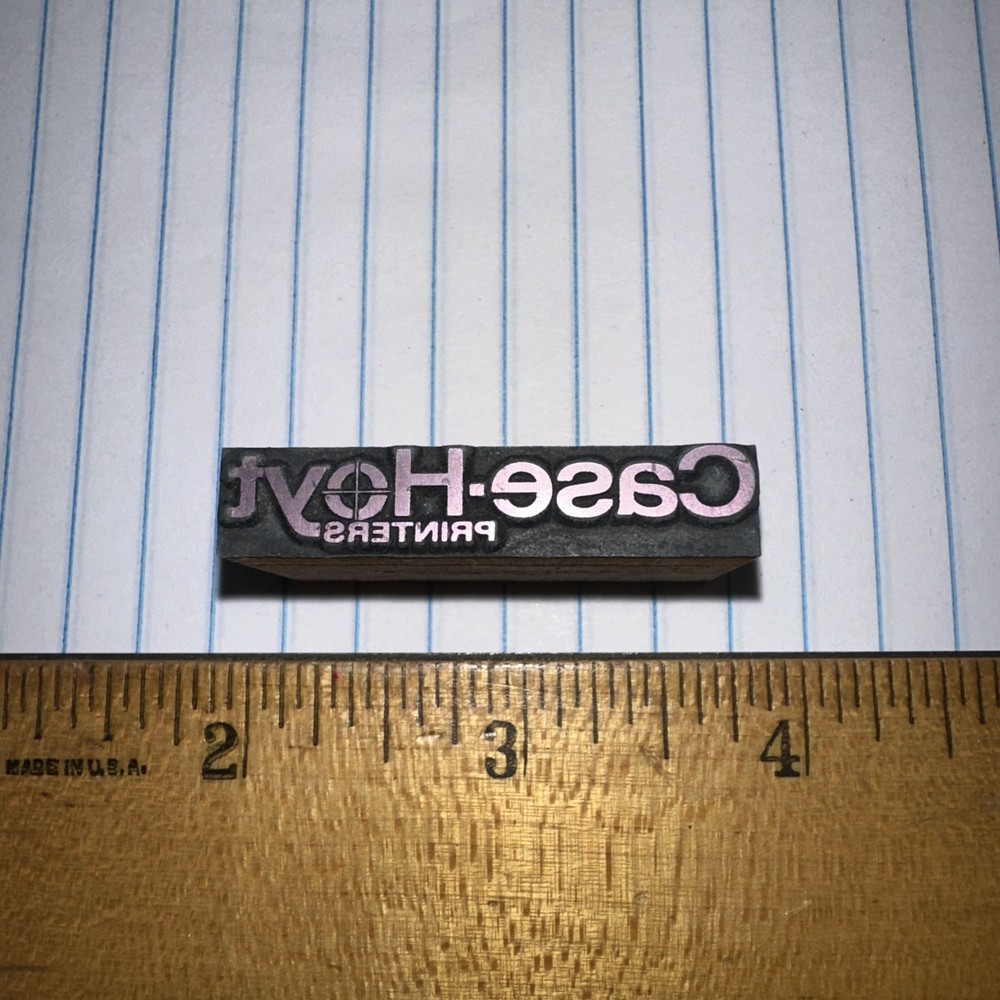 Case-Hoyt
PRINTERS
2 3 4
MADE IN U.S.A.